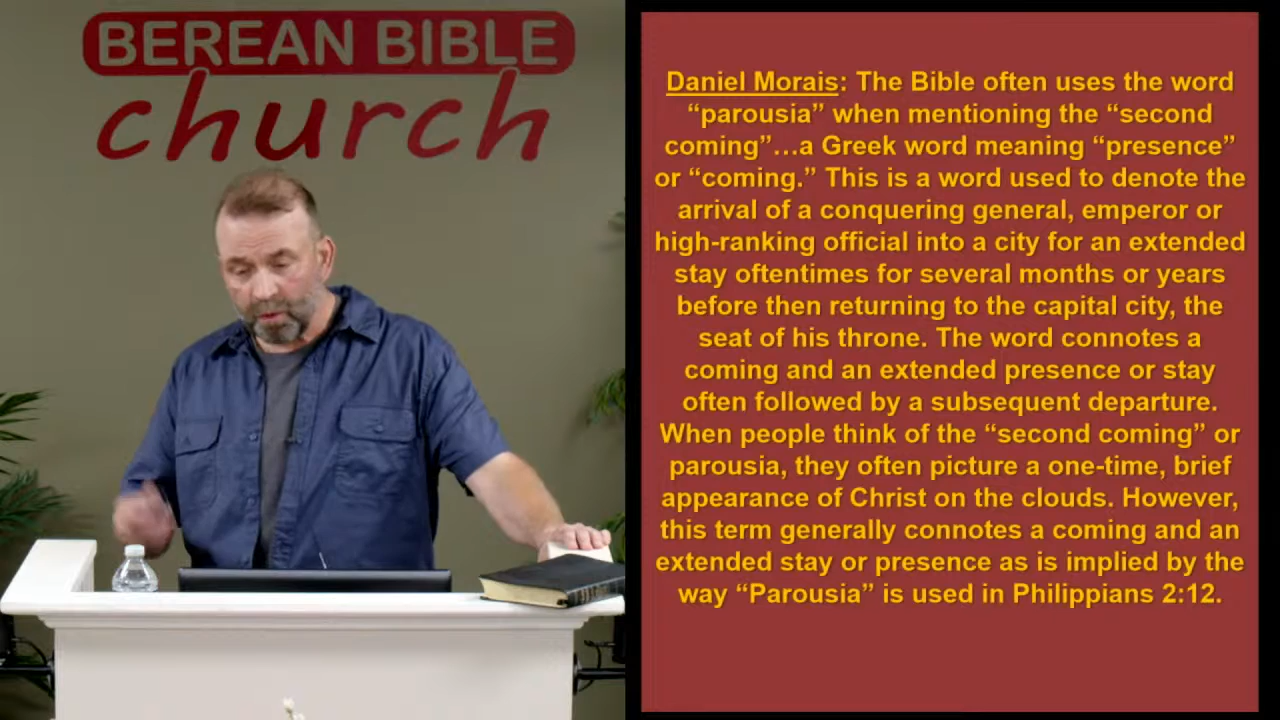 BEREAN BIBLE
church
Daniel Morais: The Bible often uses the word
“parousia” when mentioning the “second
coming”…a Greek word meaning “presence”
or “coming.” This is a word used to denote the
arrival of a conquering general, emperor or
high-ranking official into a city for an extended
stay oftentimes for several months or years
before then returning to the capital city, the
seat of his throne. The word connotes a
coming and an extended presence or stay
often followed by a subsequent departure.
When people think of the “second coming” or
parousia, they often picture a one-time, brief
appearance of Christ on the clouds. However,
this term generally connotes a coming and an
extended stay or presence as is implied by the
way “Parousia” is used in Philippians 2:12.